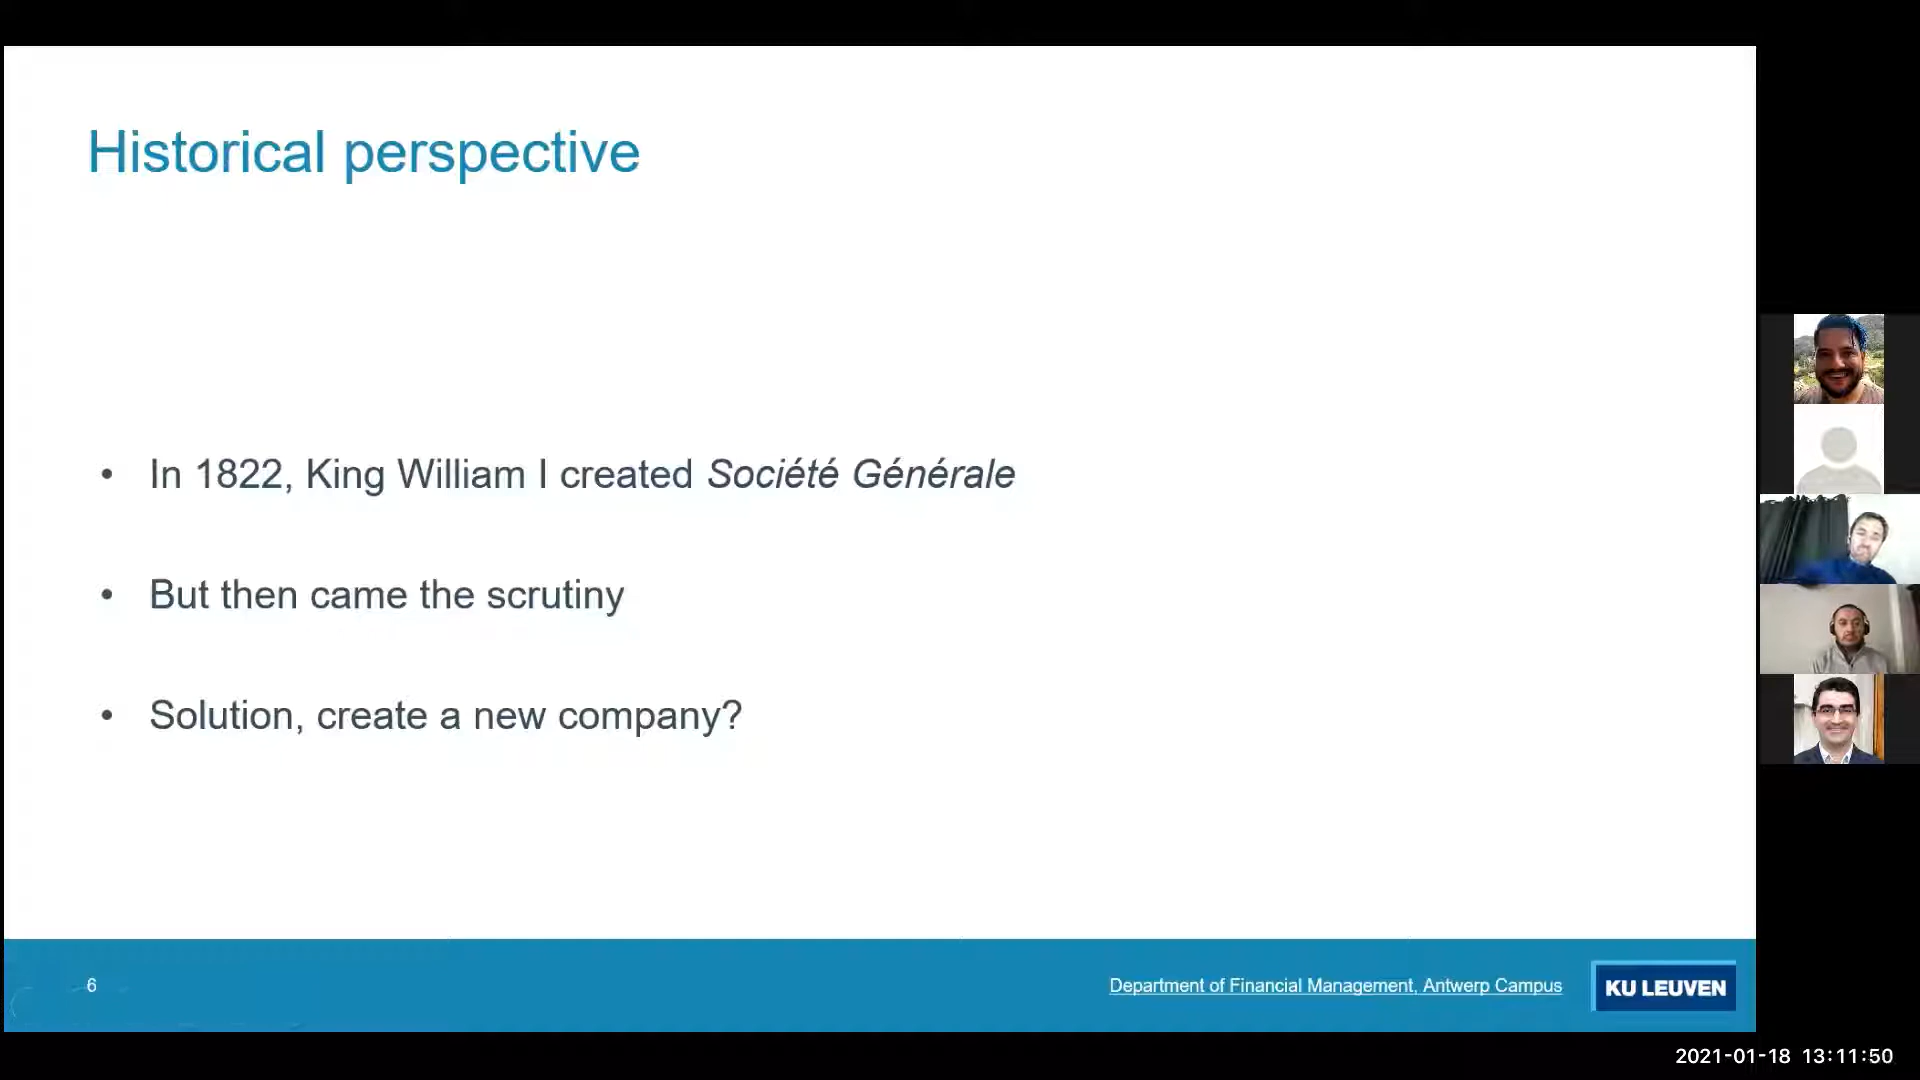 Historical perspective
• In 1822, King William I created Société Générale
• But then came the scrutiny
• Solution, create a new company?
6
Department of Financial Management, Antwerp Campus
KU LEUVEN
2021-01-18 13:11:50